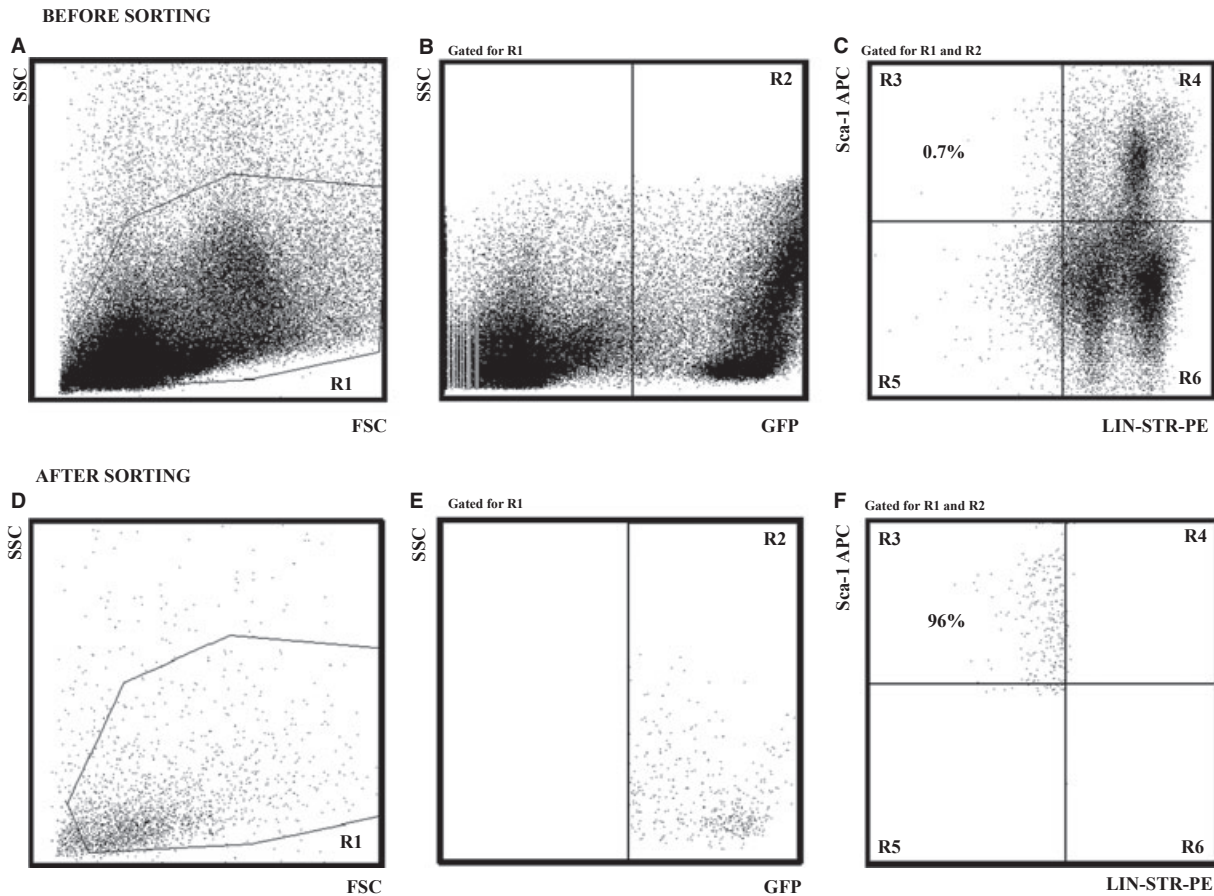 BEFORE SORTING
A
SSC
R1
FSC
B
Gated for R1
SSC
R2
GFP
C
Gated for R1 and R2
Sca-1 APC
R3
R4
0.7%
R5
R6
LIN-STR-PE
AFTER SORTING
D
SSC
R1
FSC
E
Gated for R1
SSC
R2
GFP
F
Gated for R1 and R2
Sca-1 APC
R3
R4
96%
R5
R6
LIN-STR-PE